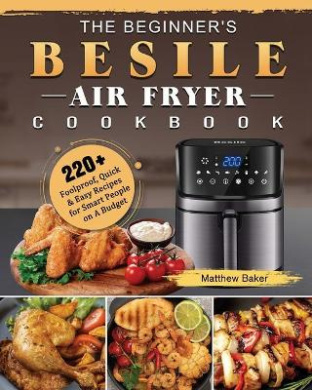 THE BEGINNER'S
BESILE
AIR FRYER
COOKBOOK
220+
Foolproof, Quick
& Easy Recipes
for Smart People
on A Budget
200
Matthew Baker